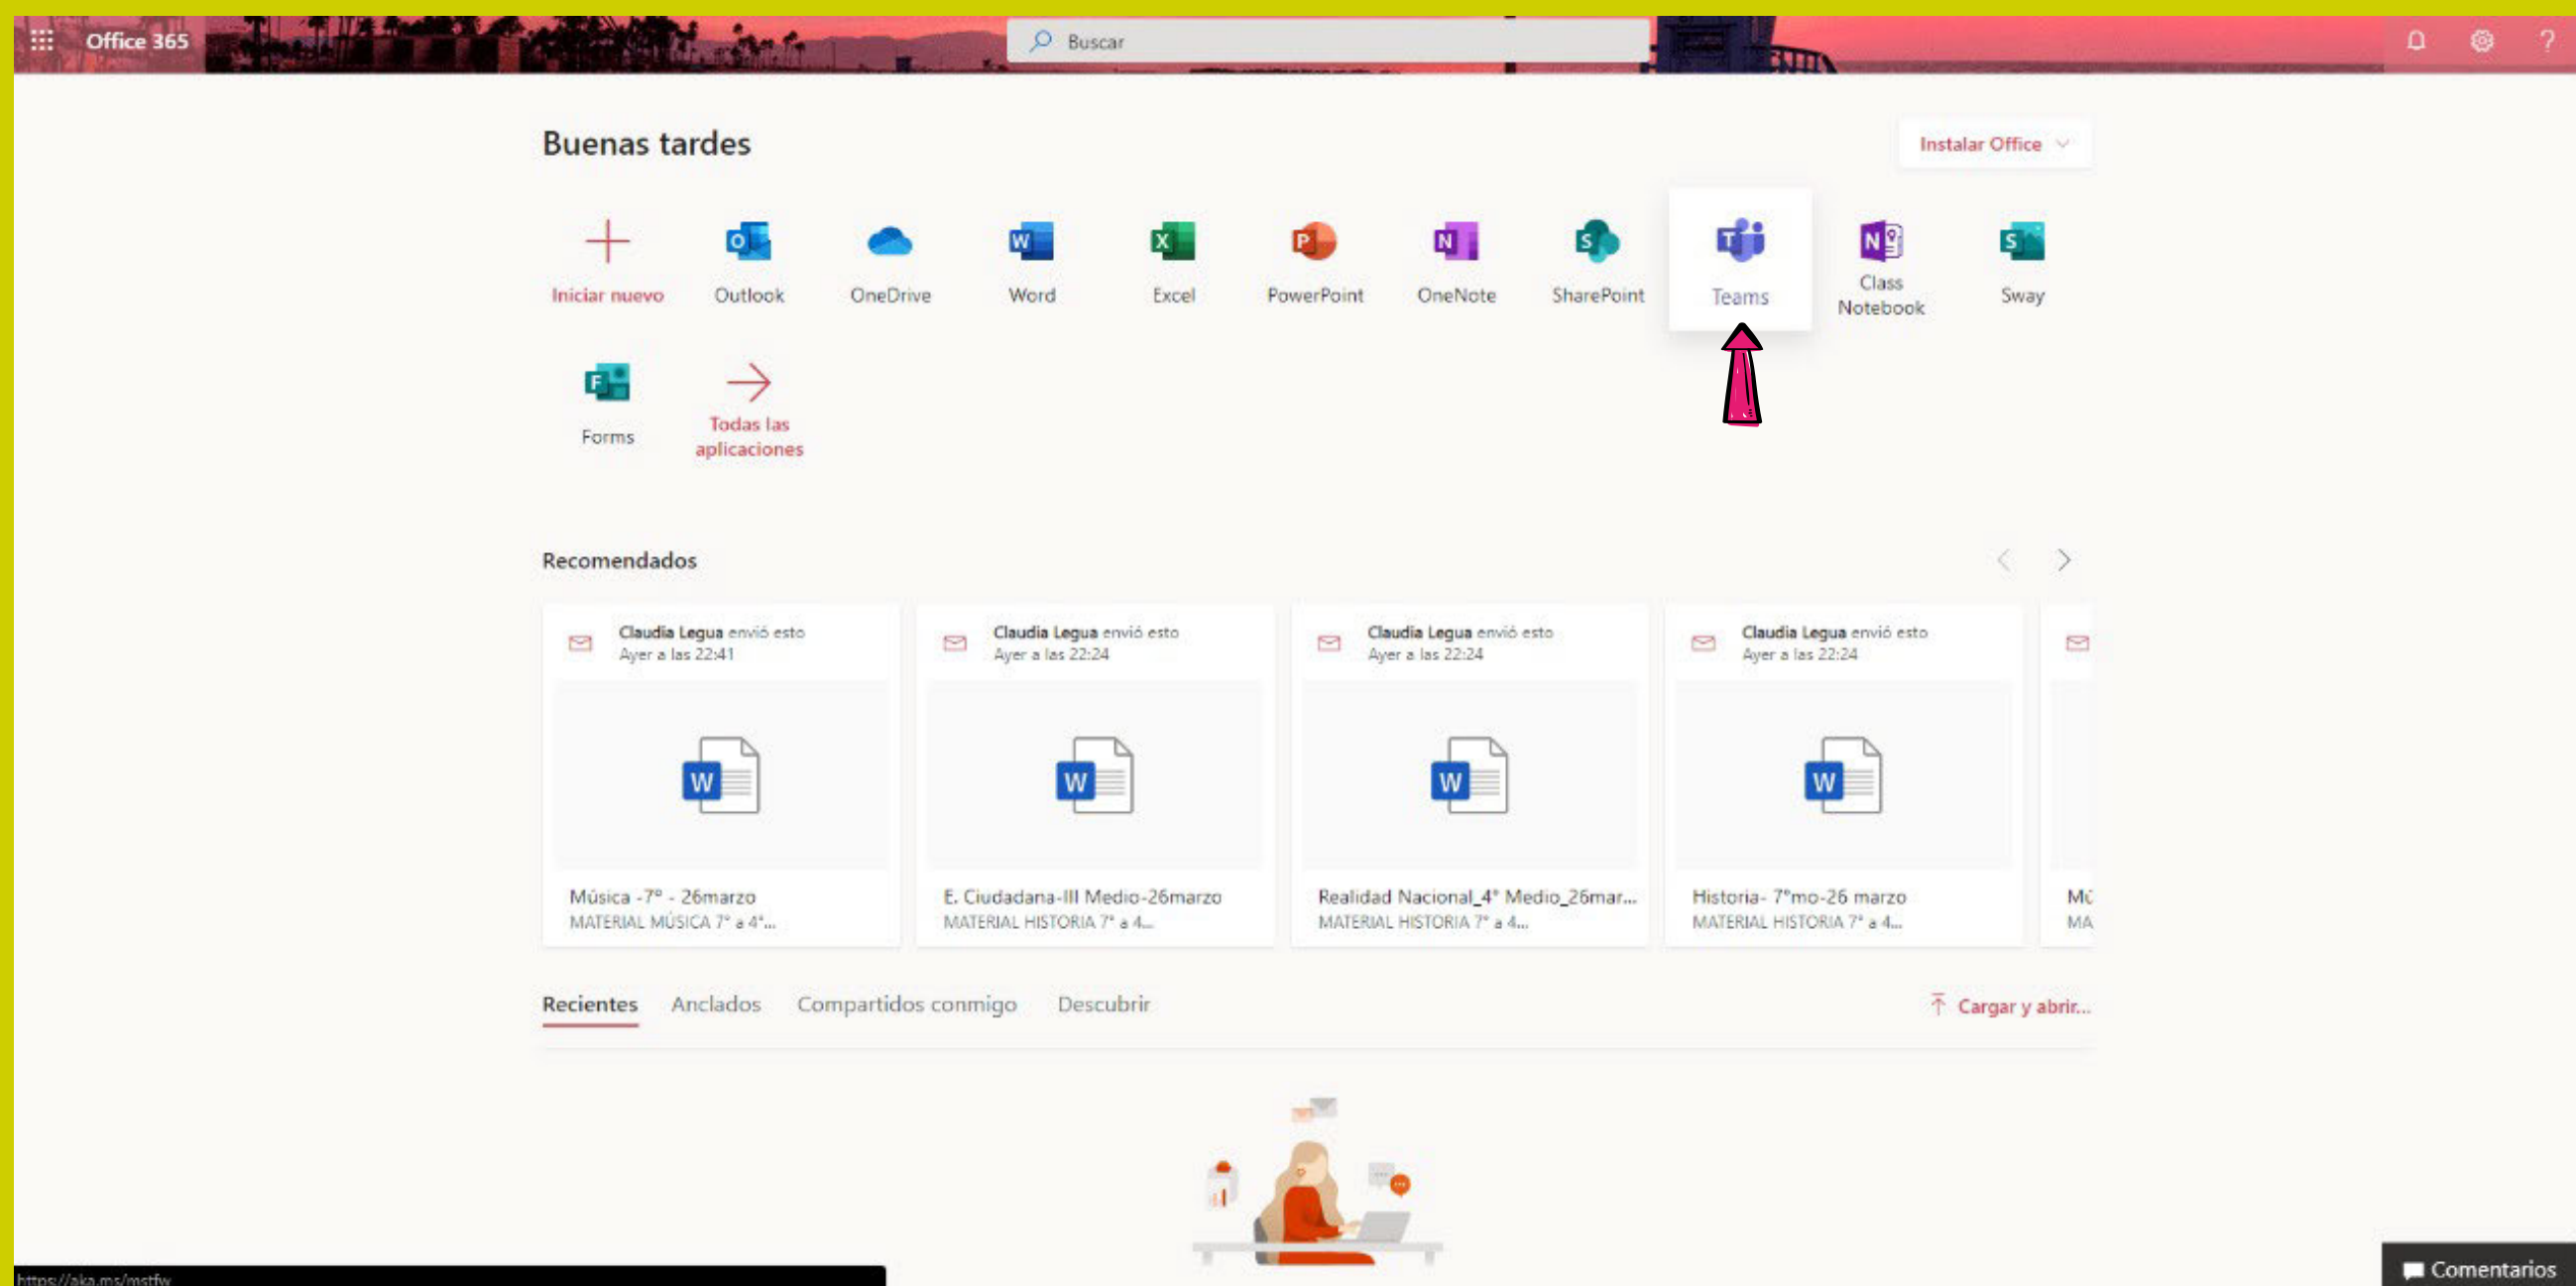 Office 365
Buscar
?
Buenas tardes
Instalar Office
Iniciar nuevo
Outlook
OneDrive
Word
Excel
PowerPoint
OneNote
SharePoint
Teams
Class
Notebook
Sway
Forms
Todas las
aplicaciones
Recomendados
Claudia Legua envió esto
Ayer a las 22:41
Claudia Legua envió esto
Ayer a las 22:24
Claudia Legua envió esto
Ayer a las 22:24
Claudia Legua envió esto
Ayer a las 22:24
Música -7º - 26marzo
MATERIAL MÚSICA 7° a 4°...
E. Ciudadana-III Medio-26marzo
MATERIAL HISTORIA 7° a 4...
Realidad Nacional_4° Medio_26mar...
MATERIAL HISTORIA 7° a 4...
Historia- 7°mo-26 marzo
MATERIAL HISTORIA 7° a 4...
Mú
MA
Recientes Anclados Compartidos conmigo Descubrir
Cargar y abrir...
https://aka.ms/mstfw
Comentarios